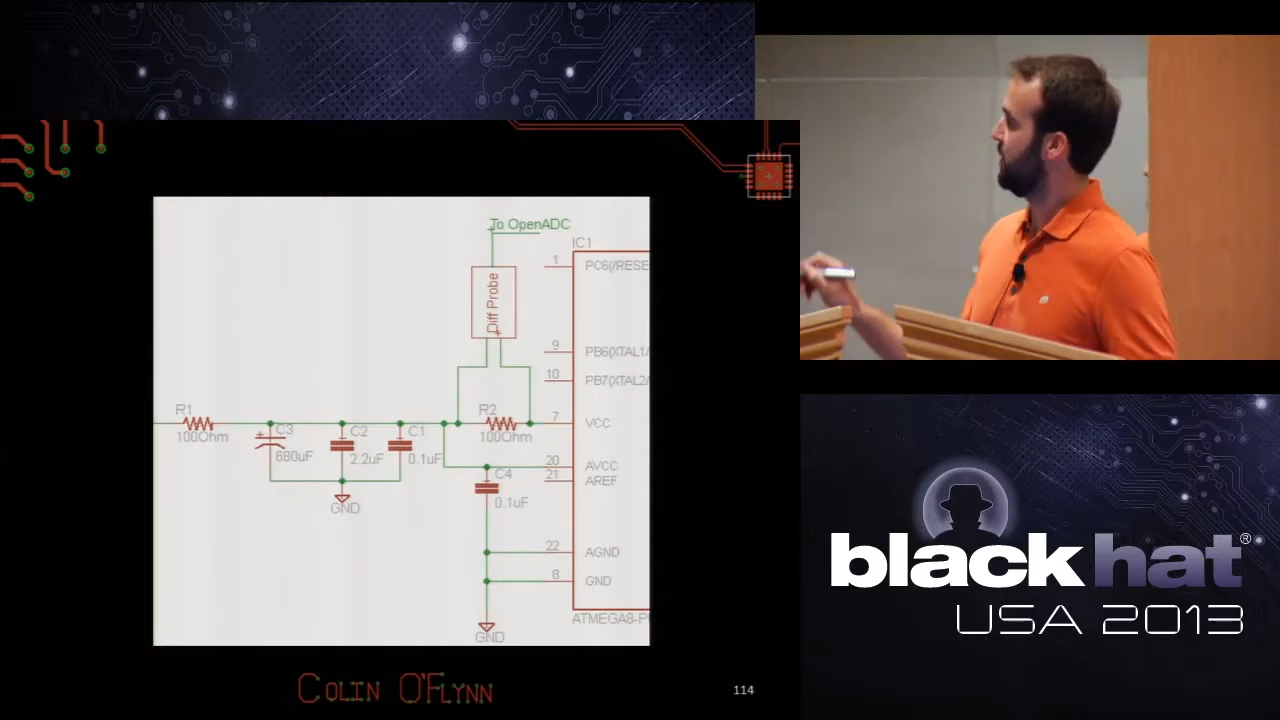 To OpenADC
IC1
1
PC6(/RESE
Diff Probe
9
PB6(XTAL1/
10
PB7(XTAL2/
R1
100Ohm
C3
680uF
C2
2.2uF
C1
0.1uF
R2
100Ohm
7
VCC
20
AVCC
21
AREF
C4
0.1uF
GND
22
AGND
8
GND
ATMEGA8-P
GND
COLIN O'FLYNN
114
blackhat®
USA 2013